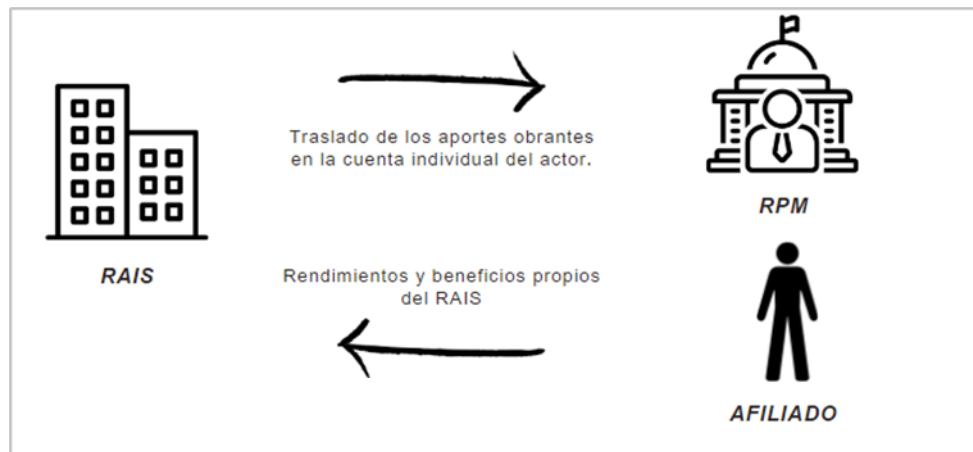 Traslado de los aportes obrantes
en la cuenta individual del actor.
RPM
RAIS
Rendimientos y beneficios propios
del RAIS
AFILIADO